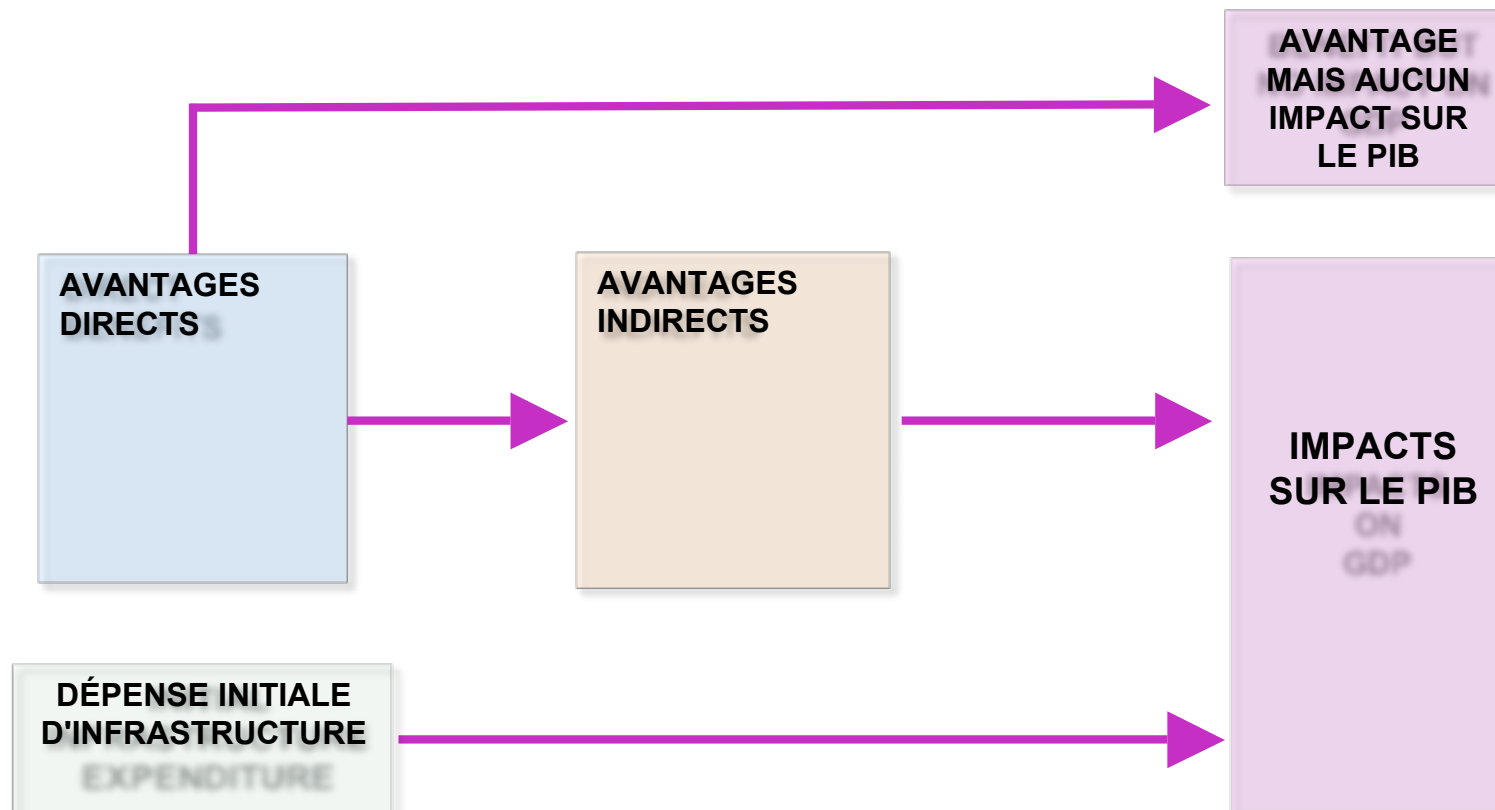 AVANTAGE
MAIS AUCUN
IMPACT SUR
LE PIB
AVANTAGES
DIRECTS
AVANTAGES
INDIRECTS
IMPACTS
SUR LE PIB
ON
GDP
DÉPENSE INITIALE
D'INFRASTRUCTURE
EXPENDITURE